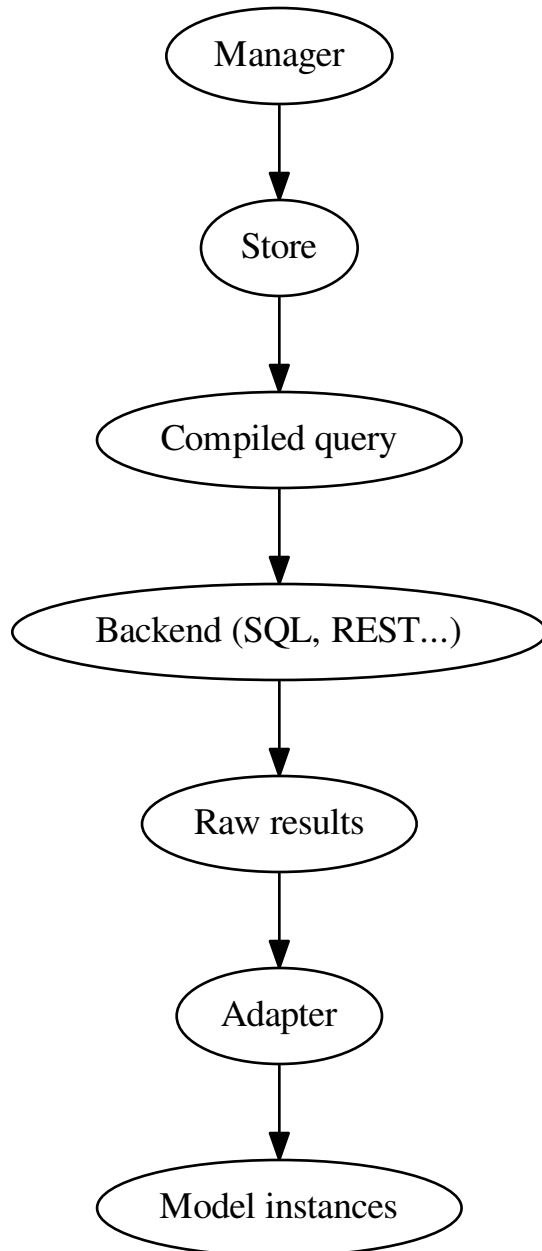 Manager
Store
Compiled query
Backend (SQL, REST...)
Raw results
Adapter
Model instances